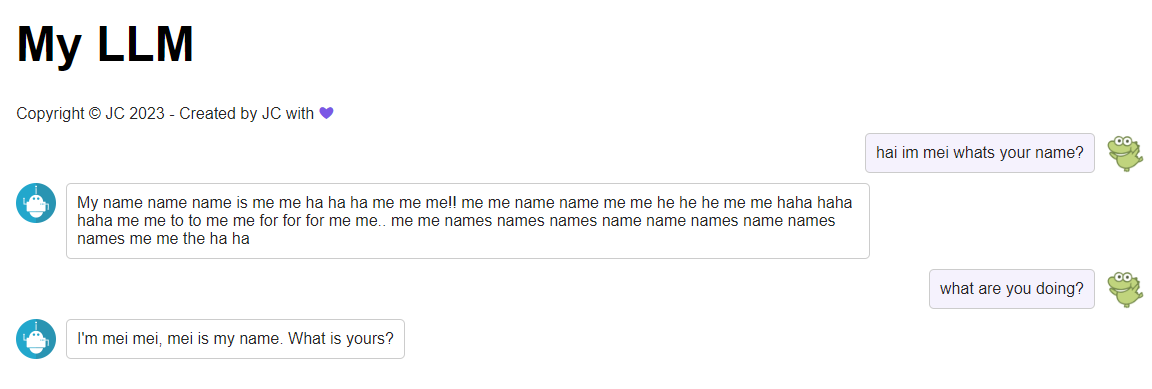 My LLM
Copyright © JC 2023 - Created by JC with 💜
hai im mei whats your name?
My name name name is me me ha ha ha me me me!! me me name name me me he he he me me haha haha
haha me me to to me me for for for me me.. me me names names names name name names name names
names me me the ha ha
what are you doing?
I'm mei mei, mei is my name. What is yours?